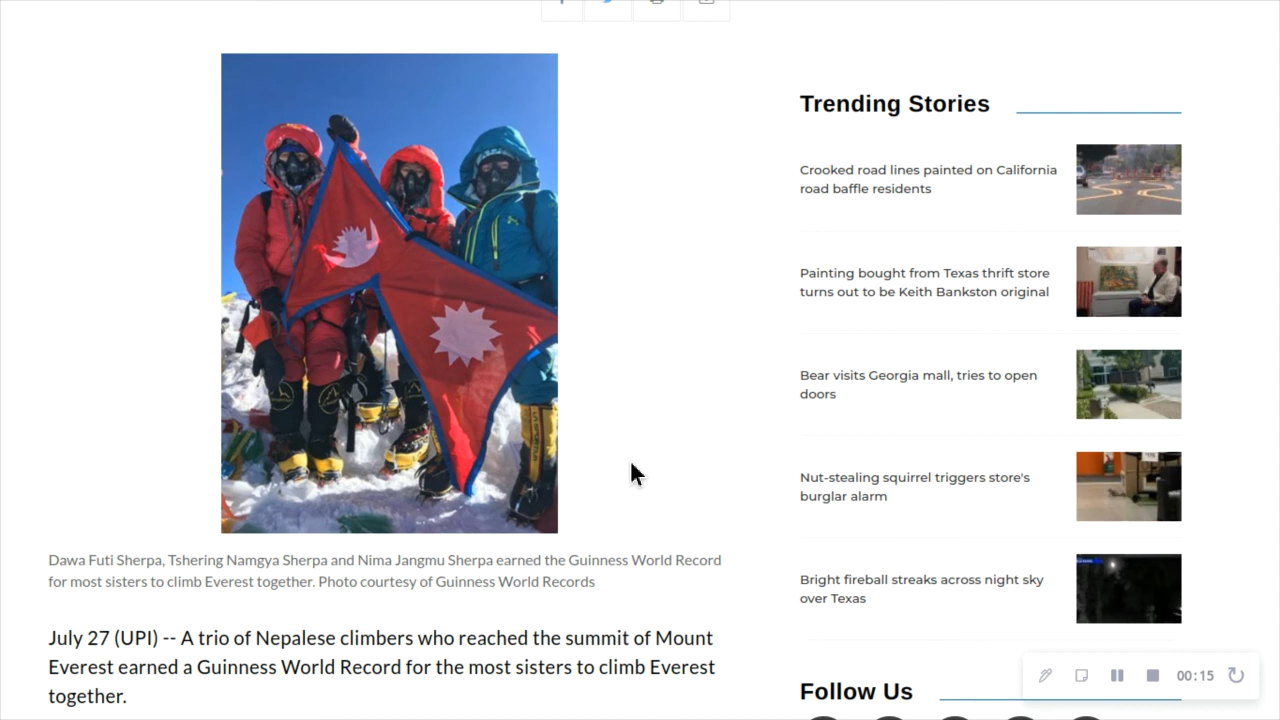 Dawa Futi Sherpa, Tshering Namgya Sherpa and Nima Jangmu Sherpa earned the Guinness World Record
for most sisters to climb Everest together. Photo courtesy of Guinness World Records
July 27 (UPI) -- A trio of Nepalese climbers who reached the summit of Mount
Everest earned a Guinness World Record for the most sisters to climb Everest
together.
Trending Stories
Crooked road lines painted on California
road baffle residents
Painting bought from Texas thrift store
turns out to be Keith Bankston original
Bear visits Georgia mall, tries to open
doors
Nut-stealing squirrel triggers store's
burglar alarm
Bright fireball streaks across night sky
over Texas
Follow Us
00:15